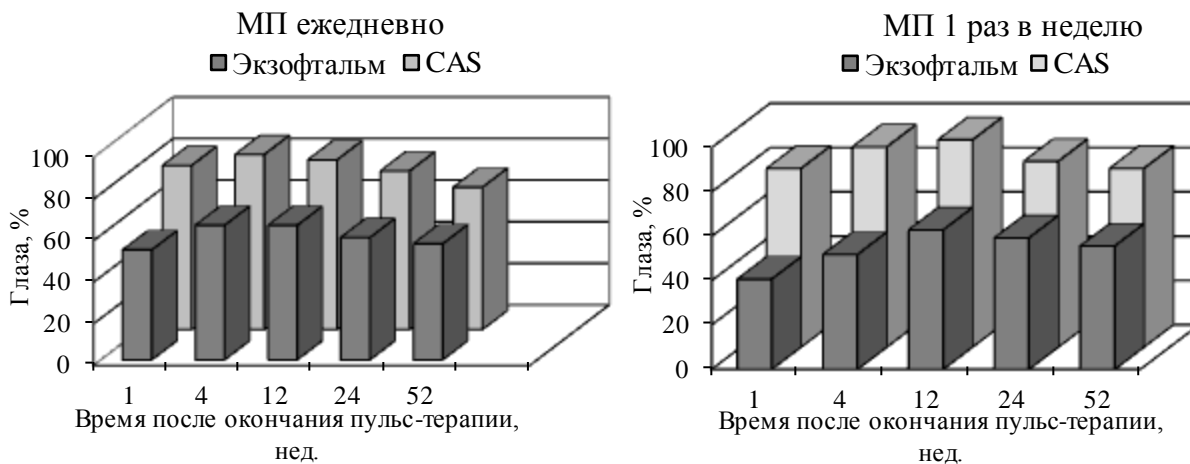 МП ежедневно
Экзофтальм CAS
Глаза, %
100
80
60
40
20
0
1 4 12 24 52
Время после окончания пульс-терапии,
нед.
МП 1 раз в неделю
Экзофтальм CAS
Глаза, %
100
80
60
40
20
0
1 4 12 24 52
Время после окончания пульс-терапии,
нед.